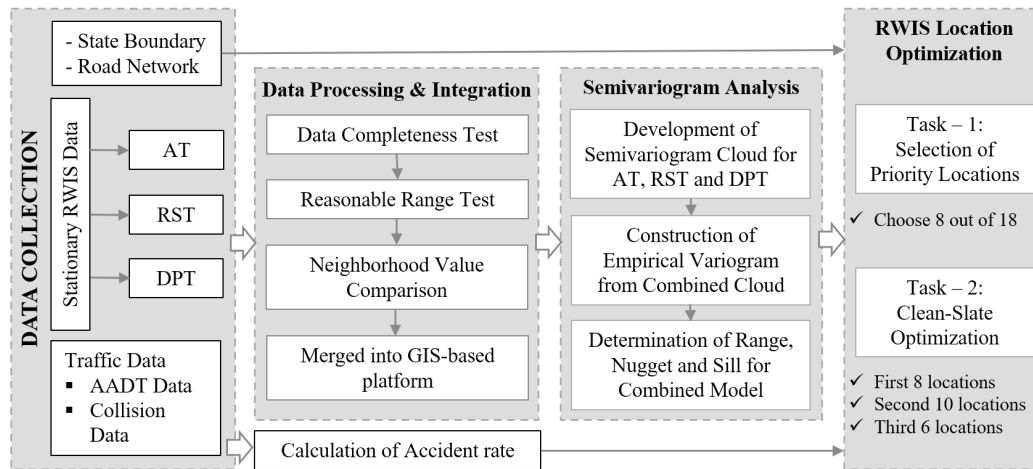 DATA COLLECTION
- State Boundary
- Road Network
Stationary RWIS Data
AT
RST
DPT
Traffic Data
▪ AADT Data
▪ Collision
Data
Data Processing & Integration
Data Completeness Test
Reasonable Range Test
Neighborhood Value
Comparison
Merged into GIS-based
platform
Calculation of Accident rate
Semivariogram Analysis
Development of
Semivariogram Cloud for
AT, RST and DPT
Construction of
Empirical Variogram
from Combined Cloud
Determination of Range,
Nugget and Sill for
Combined Model
RWIS Location
Optimization
Task – 1:
Selection of
Priority Locations
✓ Choose 8 out of 18
Task – 2:
Clean-Slate
Optimization
✓ First 8 locations
✓ Second 10 locations
✓ Third 6 locations